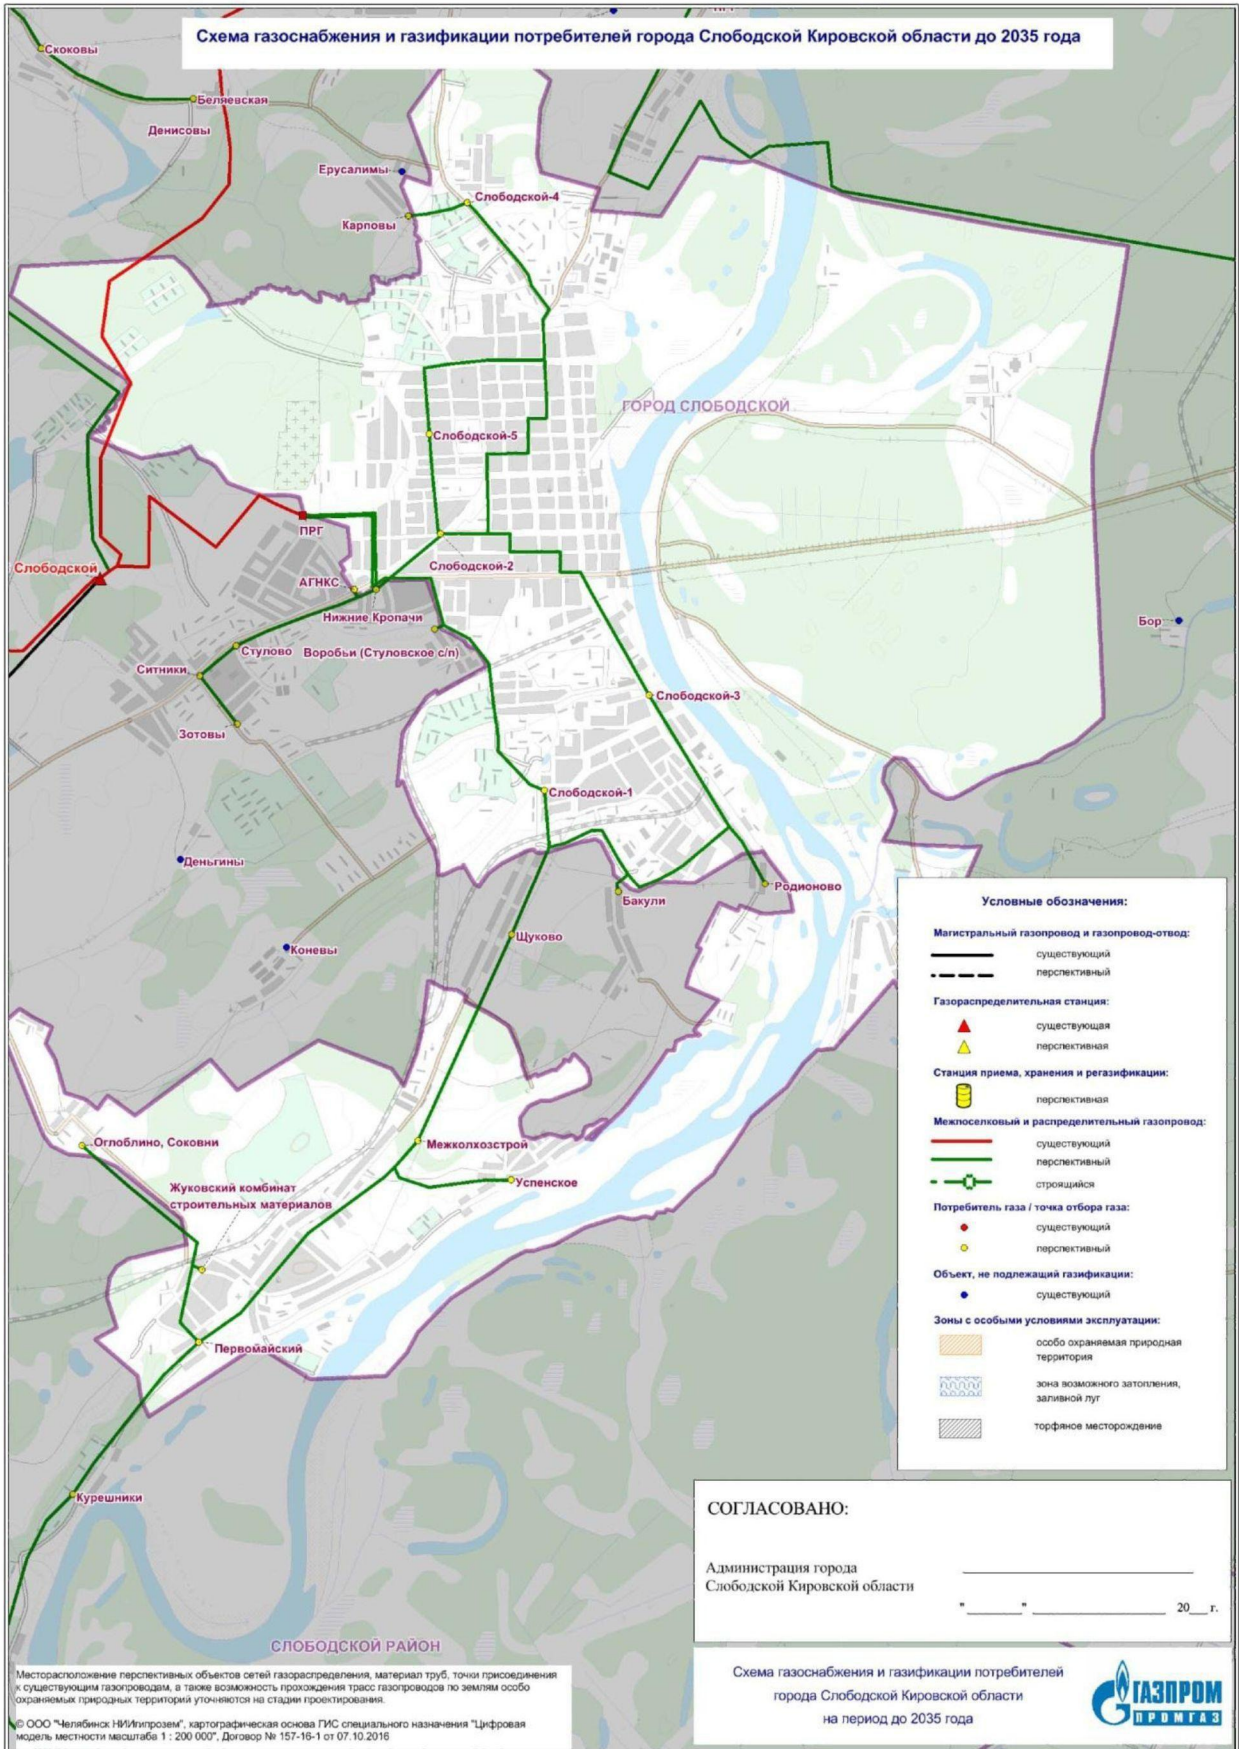 Схема газоснабжения и газификации потребителей города Слободской Кировской области до 2035 года
Скоковы
Беляевская
Денисовы
Ерусалимы
Слободской-4
Карповы
ГОРОД СЛОБОДСКОЙ
Слободской-5
ПРГ
Слободской
Слободской-2
АГНКС
Нижние Кропачи
Бор
Стулово
Воробьи (Стуловское с/п)
Ситники
Слободской-3
Зотовы
Слободской-1
Деньгины
Родионово
Бакули
Щуково
Коневы
Оглоблино, Соковни
Межколхозстрой
Жуковский комбинат
строительных материалов
Успенское
Первомайский
Курешники
СЛОБОДСКОЙ РАЙОН
Условные обозначения:
Магистральный газопровод и газопровод-отвод:
существующий
перспективный
Газораспределительная станция:
существующая
перспективная
Станция приема, хранения и регазификации:
перспективная
Межпоселковый и распределительный газопровод:
существующий
перспективный
строящийся
Потребитель газа / точка отбора газа:
существующий
перспективный
Объект, не подлежащий газификации:
существующий
Зоны с особыми условиями эксплуатации:
особо охраняемая природная
территория
зона возможного затопления,
заливной луг
торфяное месторождение
СОГЛАСОВАНО:
Администрация города
Слободской Кировской области
"_______" ______________________ 20__ г.
Месторасположение перспективных объектов сетей газораспределения, материал труб, точки присоединения
к существующим газопроводам, а также возможность прохождения трасс газопроводов по землям особо
охраняемых природных территорий уточняются на стадии проектирования.
© ООО "Челябинск НИИгипрозем", картографическая основа ГИС специального назначения "Цифровая
модель местности масштаба 1 : 200 000", Договор № 157-16-1 от 07.10.2016
Схема газоснабжения и газификации потребителей
города Слободской Кировской области
на период до 2035 года
ГАЗПРОМ
ПРОМГАЗ